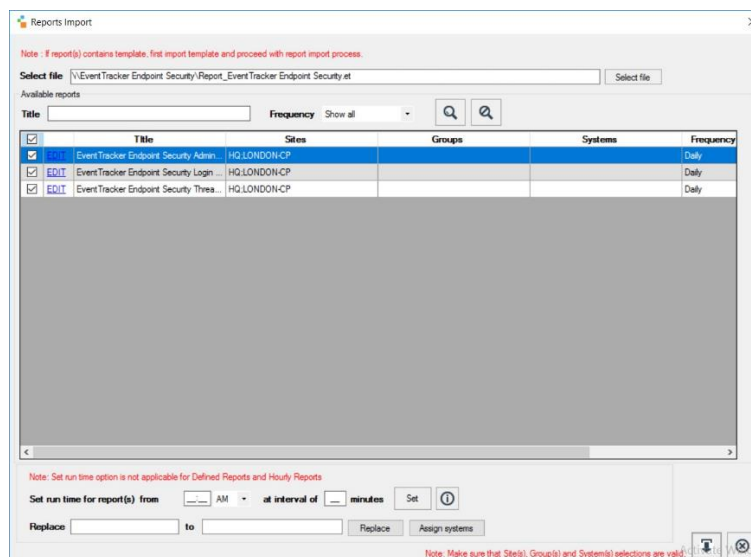 Reports Import
Note : If report(s) contains template, first import template and proceed with report import process.
Select file \\EventTracker Endpoint Security\Report_EventTracker Endpoint Security.et Select file
Available reports
Title Frequency Show all
Title Sites Groups Systems Frequency
EDIT EventTracker Endpoint Security Admin... HQ:LONDON-CP Daily
EDIT EventTracker Endpoint Security Login ... HQ:LONDON-CP Daily
EDIT EventTracker Endpoint Security Threa... HQ:LONDON-CP Daily
Note: Set run time option is not applicable for Defined Reports and Hourly Reports
Set run time for report(s) from __:__ AM at interval of __ minutes Set
Replace to Replace Assign systems
Note: Make sure that Site(s), Group(s) and System(s) selections are valid.